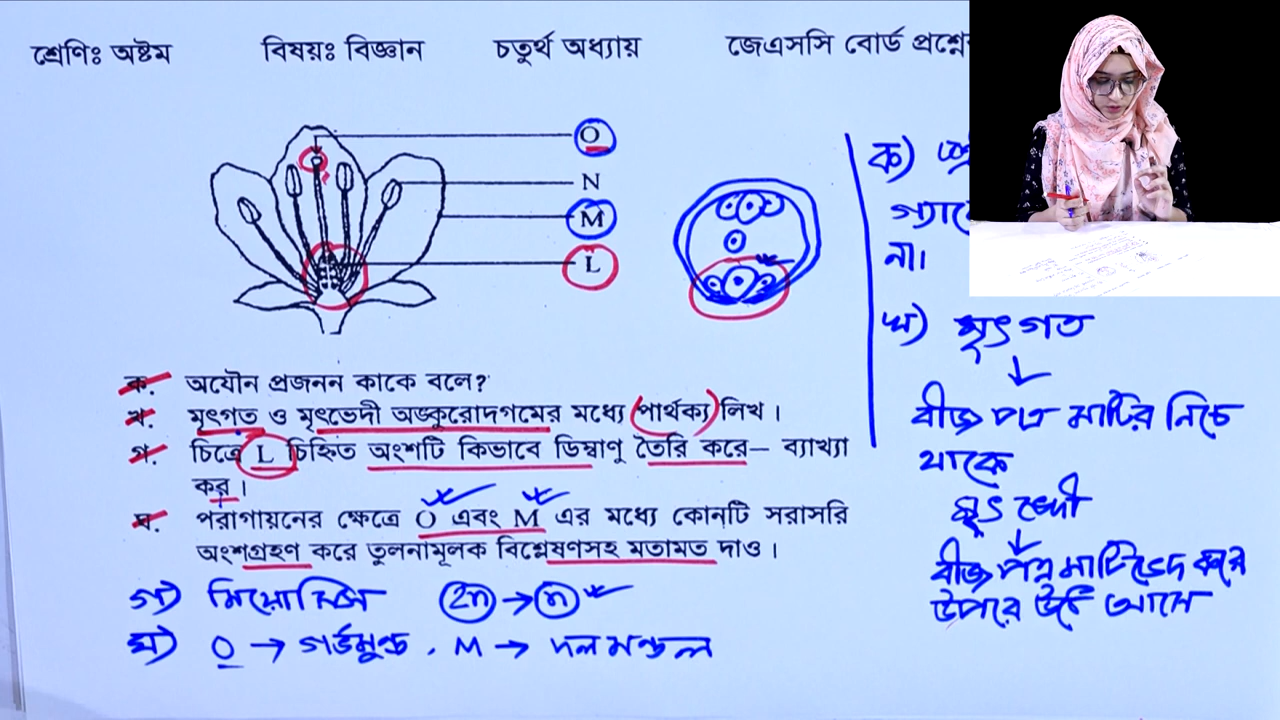 শ্রেণিঃ অষ্টম বিষয়ঃ বিজ্ঞান চতুর্থ অধ্যায় জেএসসি বোর্ড প্রশ্নের
O
N
M
L
ক. অযৌন প্রজনন কাকে বলে?
খ. মৃৎগত ও মৃৎভেদী অঙ্কুরোদগমের মধ্যে পার্থক্য লিখ।
গ. চিত্রে L চিহ্নিত অংশটি কিভাবে ডিম্বাণু তৈরি করে– ব্যাখ্যা
কর।
ঘ. পরাগায়নের ক্ষেত্রে O এবং M এর মধ্যে কোনটি সরাসরি
অংশগ্রহণ করে তুলনামূলক বিশ্লেষণসহ মতামত দাও।
গ) মিয়োসিস 2n → n
ঘ) O → গর্ভমুন্ড, M → দলমন্ডল
ক)
না।
খ) মৃৎগত
বীজপত্র মাটির নিচে
থাকে
মৃৎভেদী
বীজপত্র মাটিভেদ করে
উপরে উঠে আসে